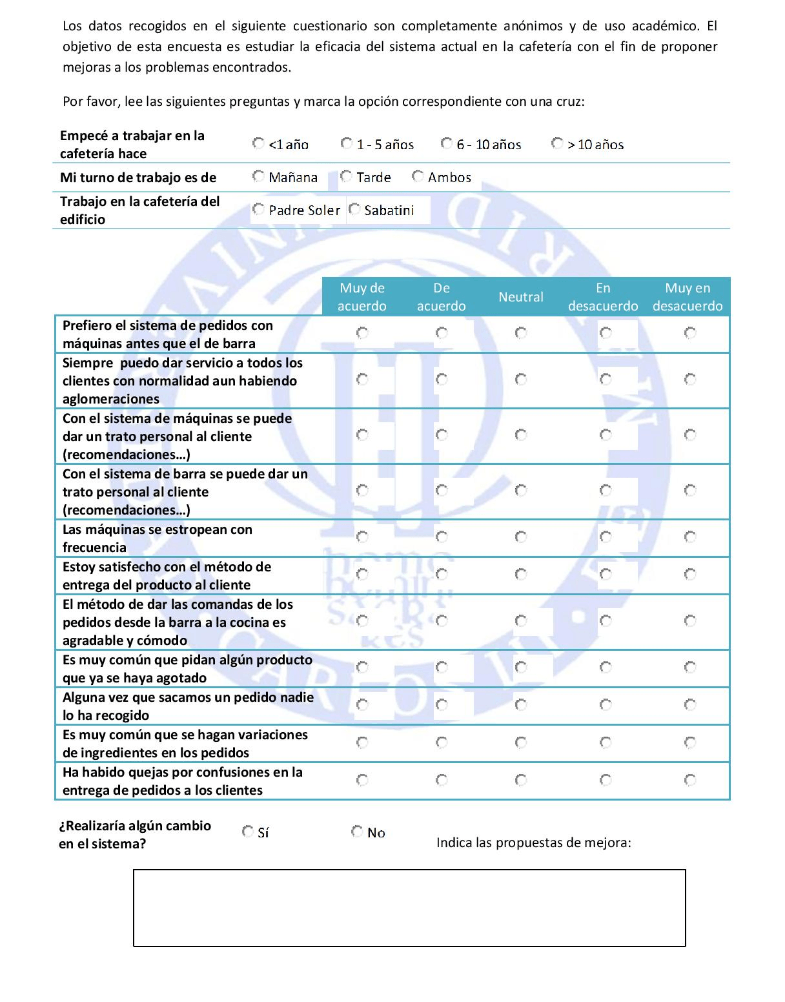 Los datos recogidos en el siguiente cuestionario son completamente anónimos y de uso académico. El
objetivo de esta encuesta es estudiar la eficacia del sistema actual en la cafetería con el fin de proponer
mejoras a los problemas encontrados.
Por favor, lee las siguientes preguntas y marca la opción correspondiente con una cruz:
Empecé a trabajar en la
cafetería hace
<1 año 1 - 5 años 6 - 10 años > 10 años
Mi turno de trabajo es de Mañana Tarde Ambos
Trabajo en la cafetería del
edificio
Padre Soler Sabatini
Muy de
acuerdo
De
acuerdo
Neutral
En
desacuerdo
Muy en
desacuerdo
Prefiero el sistema de pedidos con
máquinas antes que el de barra
Siempre puedo dar servicio a todos los
clientes con normalidad aun habiendo
aglomeraciones
Con el sistema de máquinas se puede
dar un trato personal al cliente
(recomendaciones...)
Con el sistema de barra se puede dar un
trato personal al cliente
(recomendaciones...)
Las máquinas se estropean con
frecuencia
Estoy satisfecho con el método de
entrega del producto al cliente
El método de dar las comandas de los
pedidos desde la barra a la cocina es
agradable y cómodo
Es muy común que pidan algún producto
que ya se haya agotado
Alguna vez que sacamos un pedido nadie
lo ha recogido
Es muy común que se hagan variaciones
de ingredientes en los pedidos
Ha habido quejas por confusiones en la
entrega de pedidos a los clientes
¿Realizaría algún cambio
en el sistema?
Sí No
Indica las propuestas de mejora: